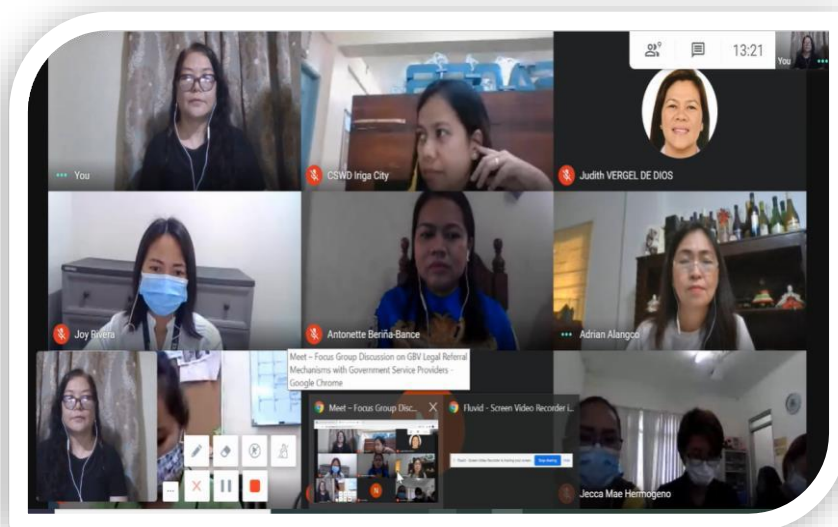 13:21
You
You
CSWD Iriga City
Judith VERGEL DE DIOS
Joy Rivera
Antonette Beriña-Bance
Adrian Alangco
Meet – Focus Group Discussion on GBV Legal Referral
Mechanisms with Government Service Providers -
Google Chrome
Meet – Focus Group Disc...
Fluvid - Screen Video Recorder i...
Jecca Mae Hermogeno